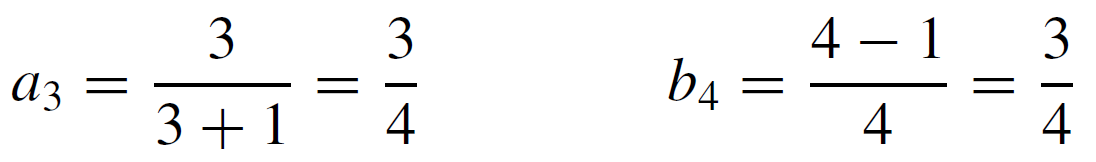 a₃ = 3/(3 + 1) = 3/4    b₄ = (4 − 1)/4 = 3/4